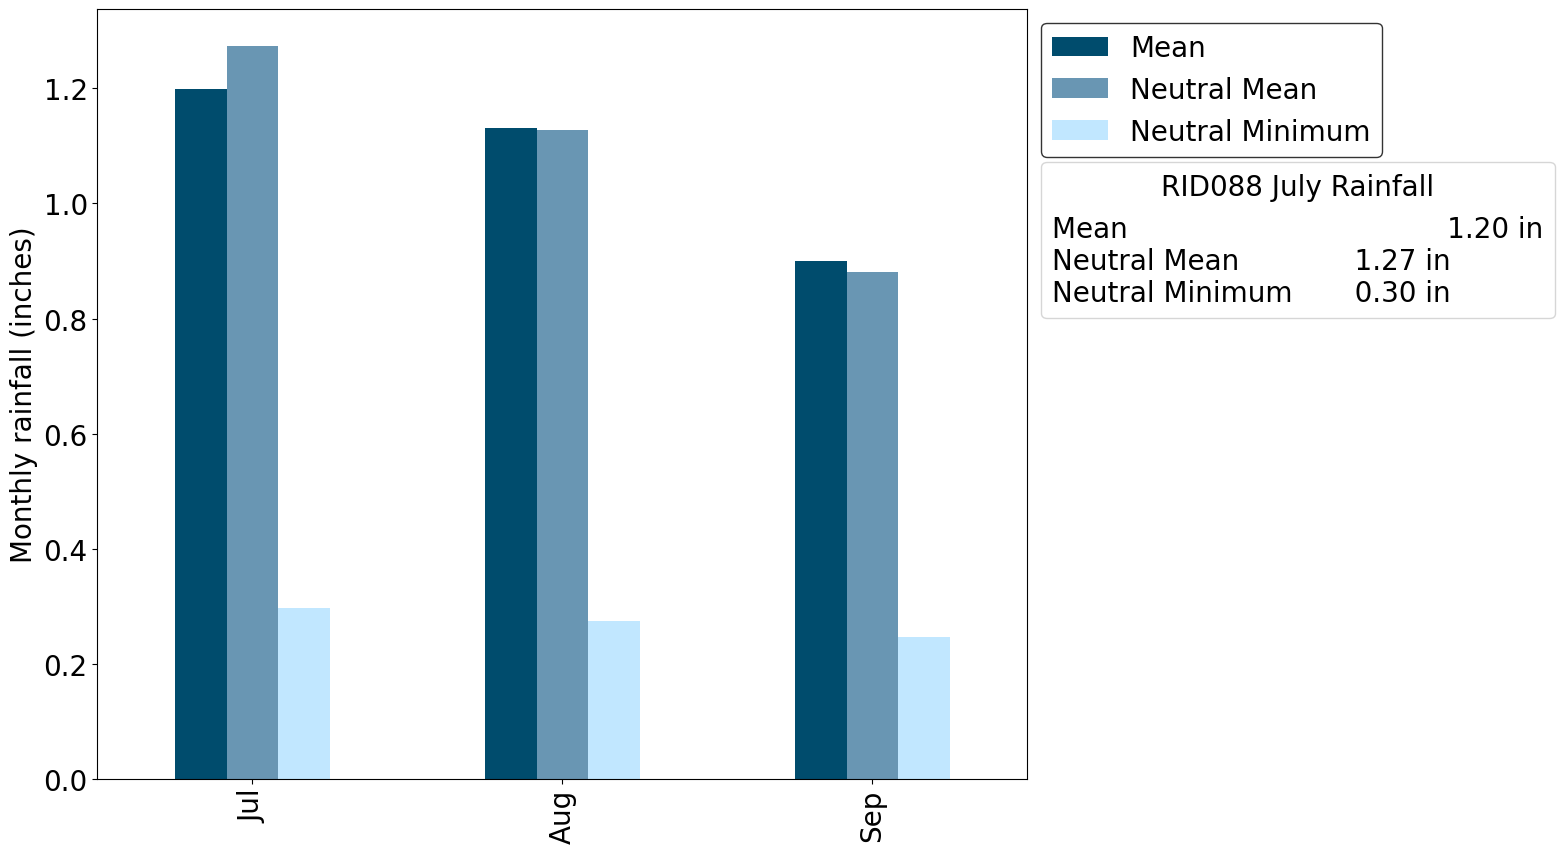 Monthly rainfall (inches)
1.2
1.0
0.8
0.6
0.4
0.2
0.0
Jul
Aug
Sep
Mean
Neutral Mean
Neutral Minimum
RID088 July Rainfall
Mean 1.20 in
Neutral Mean 1.27 in
Neutral Minimum 0.30 in